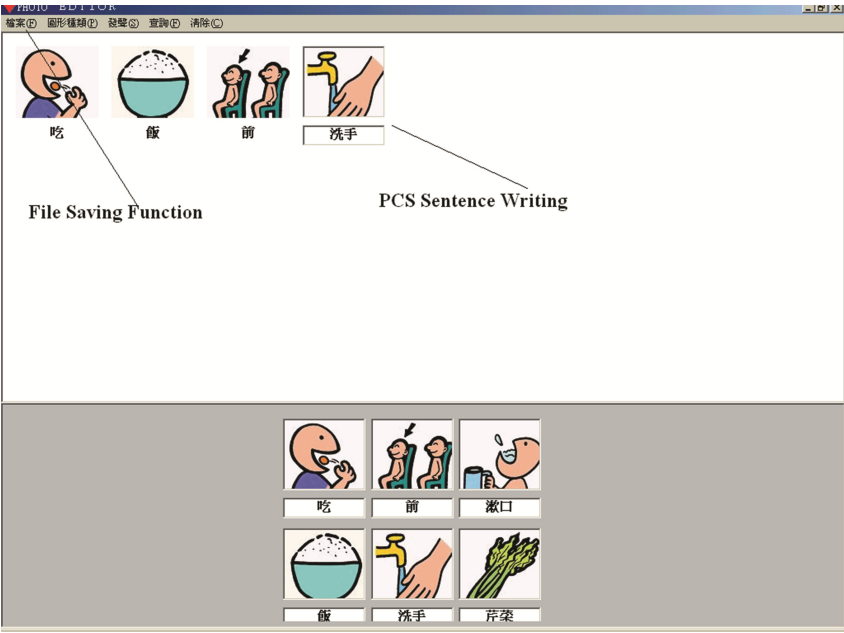 PHOTO EDITOR
檔案(F) 圖形種類(P) 發聲(S) 查詢(F) 清除(C)
吃 飯 前 洗手
File Saving Function
PCS Sentence Writing
吃 前 漱口
飯 洗手 芹菜